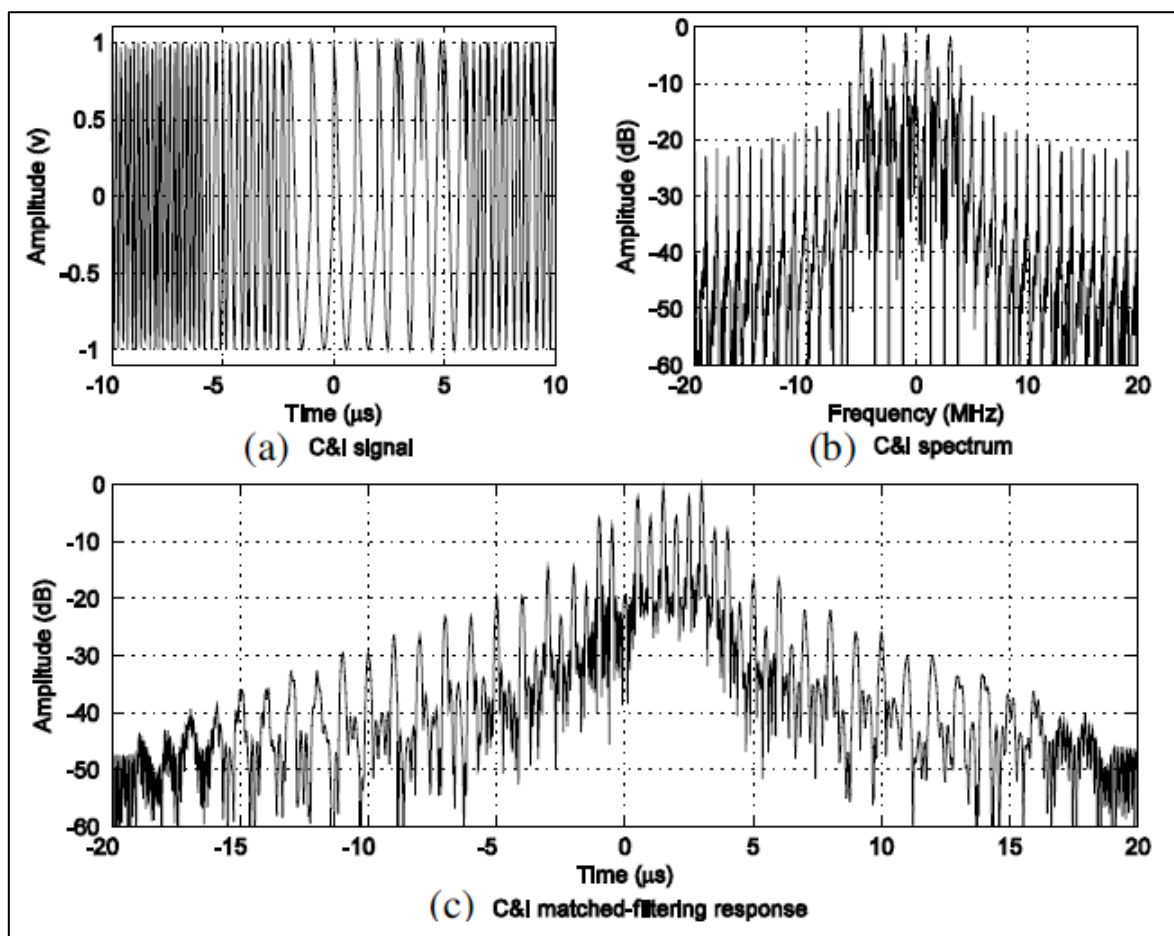 1
0.5
0
-0.5
-1
Amplitude (v)
-10 -5 0 5 10
Time (μs)
(a) C&I signal
0
-10
-20
-30
-40
-50
-60
Amplitude (dB)
-20 -10 0 10 20
Frequency (MHz)
(b) C&I spectrum
0
-10
-20
-30
-40
-50
-60
Amplitude (dB)
-20 -15 -10 -5 0 5 10 15 20
Time (μs)
(c) C&I matched-filtering response